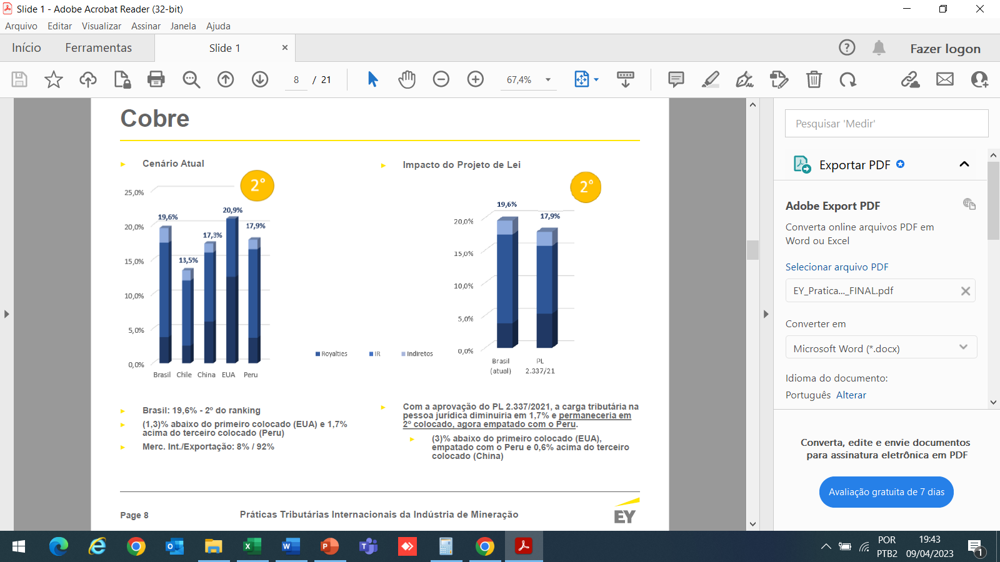 Slide 1 - Adobe Acrobat Reader (32-bit)
Arquivo Editar Visualizar Assinar Janela Ajuda
Início Ferramentas Slide 1 × Fazer logon
8 / 21 67,4%
Cobre
► Cenário Atual
2°
25,0%
20,0%
15,0%
10,0%
5,0%
0,0%
19,6%
13,5%
17,3%
20,9%
17,9%
Brasil Chile China EUA Peru
Royalties IR Indiretos
► Impacto do Projeto de Lei
2°
20,0%
15,0%
10,0%
5,0%
0,0%
19,6%
17,9%
Brasil
(atual)
PL
2.337/21
► Brasil: 19,6% - 2º do ranking
► (1,3)% abaixo do primeiro colocado (EUA) e 1,7%
acima do terceiro colocado (Peru)
► Merc. Int./Exportação: 8% / 92%
► Com a aprovação do PL 2.337/2021, a carga tributária na
pessoa jurídica diminuiria em 1,7% e permaneceria em
2º colocado, agora empatado com o Peru.
► (3)% abaixo do primeiro colocado (EUA),
empatado com o Peru e 0,6% acima do terceiro
colocado (China)
Page 8
Práticas Tributárias Internacionais da Indústria de Mineração
EY
Pesquisar 'Medir'
Exportar PDF
Adobe Export PDF
Converta online arquivos PDF em
Word ou Excel
Selecionar arquivo PDF
EY_Pratica..._FINAL.pdf
Converter em
Microsoft Word (*.docx)
Idioma do documento:
Português Alterar
Converta, edite e envie documentos
para assinatura eletrônica em PDF
Avaliação gratuita de 7 dias
POR
PTB2
19:43
09/04/2023
1